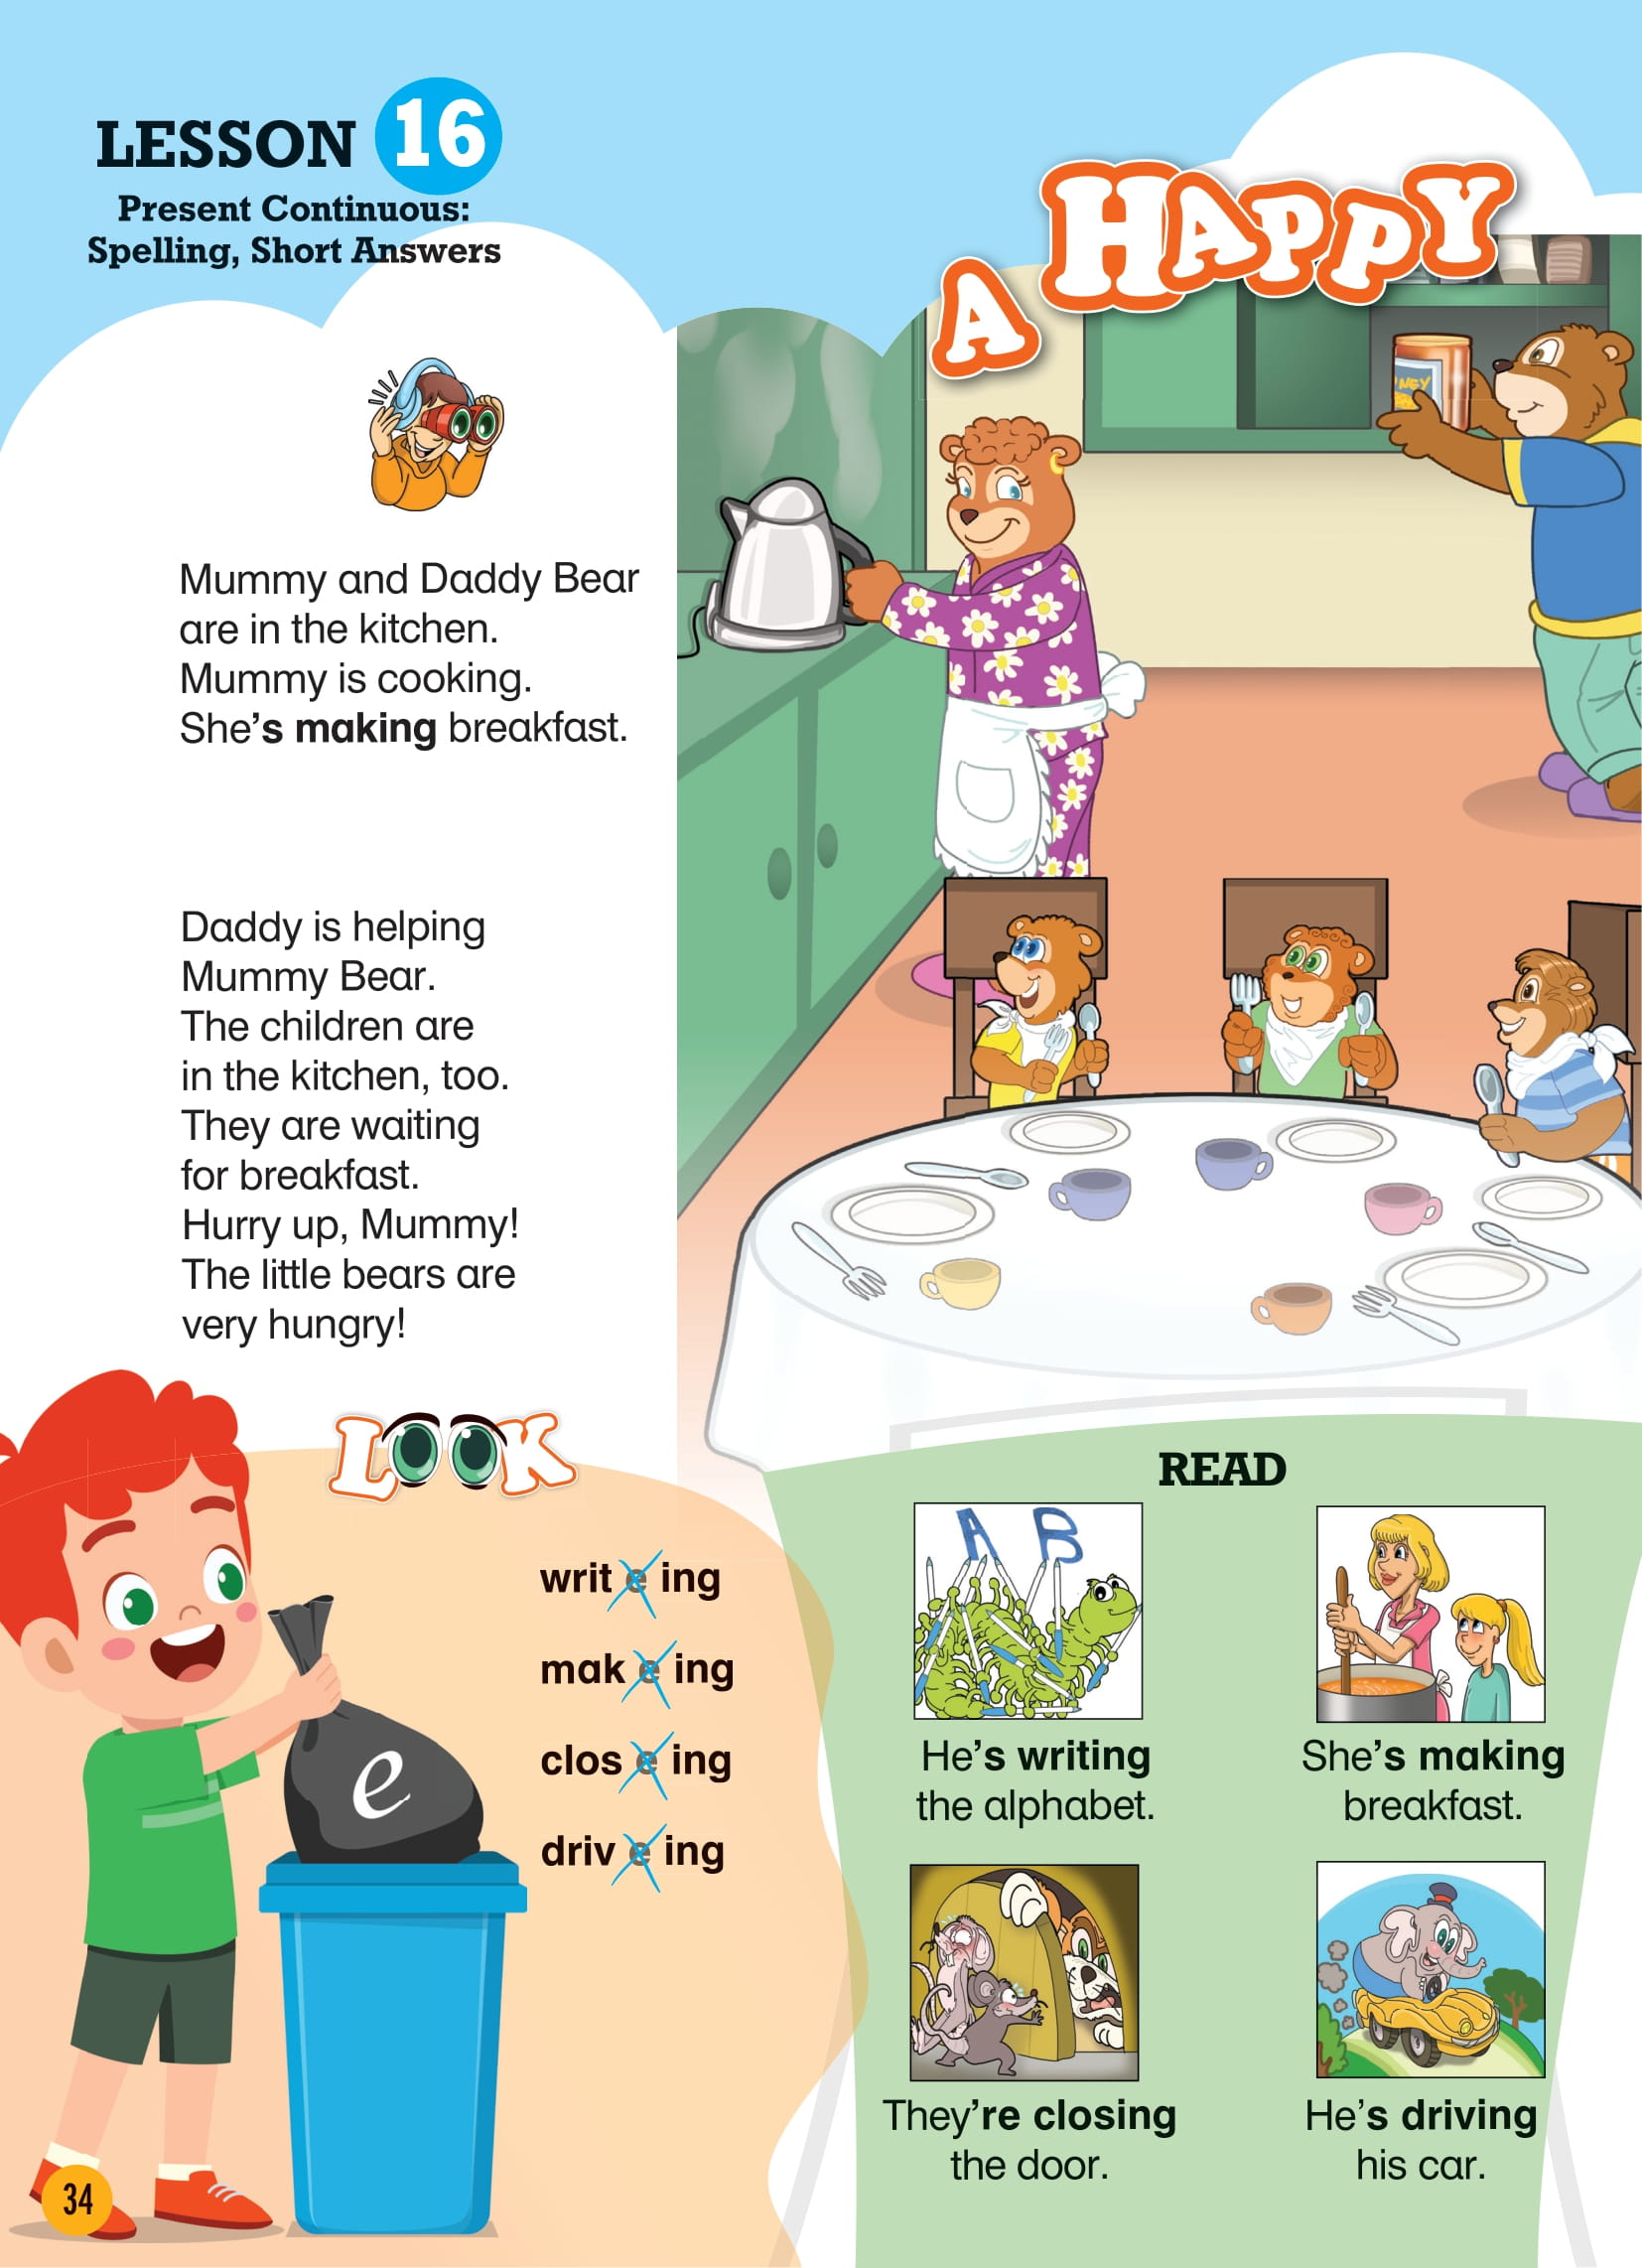 LESSON 16
Present Continuous:
Spelling, Short Answers
A HAPPY
Mummy and Daddy Bear
are in the kitchen.
Mummy is cooking.
She's making breakfast.
Daddy is helping
Mummy Bear.
The children are
in the kitchen, too.
They are waiting
for breakfast.
Hurry up, Mummy!
The little bears are
very hungry!
LOOK
e
writ e ing
mak e ing
clos e ing
driv e ing
READ
A B
He's writing
the alphabet.
She's making
breakfast.
They're closing
the door.
He's driving
his car.
34